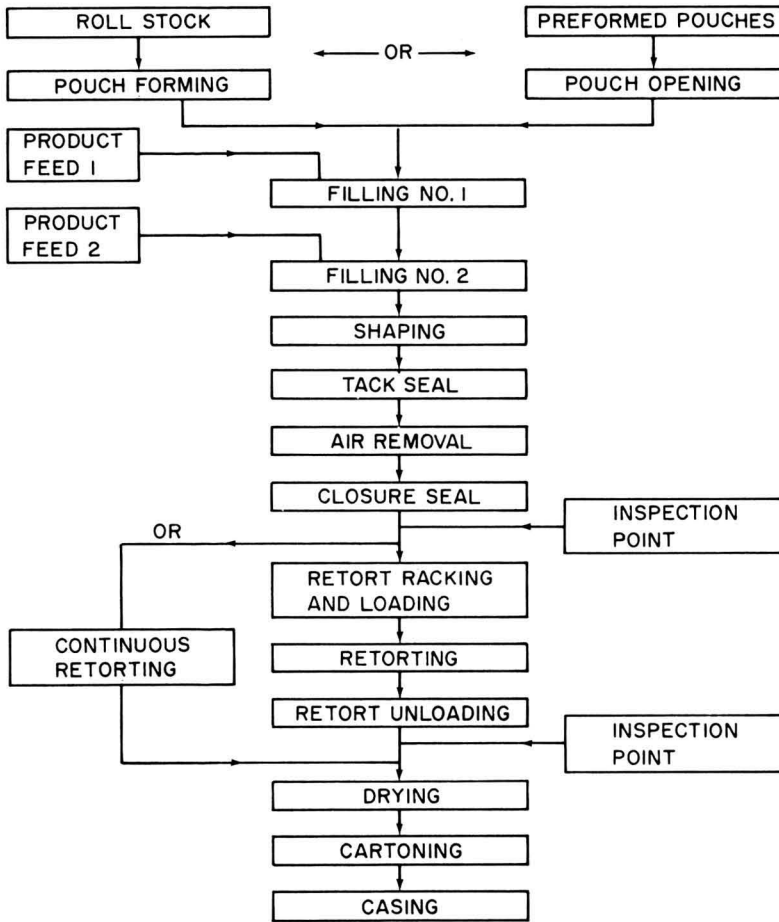 ROLL STOCK
PREFORMED POUCHES
OR
POUCH FORMING
POUCH OPENING
PRODUCT
FEED 1
FILLING NO. 1
PRODUCT
FEED 2
FILLING NO. 2
SHAPING
TACK SEAL
AIR REMOVAL
CLOSURE SEAL
INSPECTION
POINT
OR
RETORT RACKING
AND LOADING
CONTINUOUS
RETORTING
RETORTING
RETORT UNLOADING
INSPECTION
POINT
DRYING
CARTONING
CASING